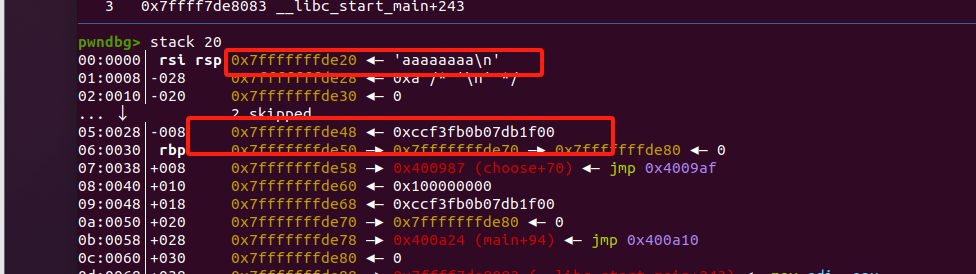 3 0x7ffff7de8083 __libc_start_main+243
pwndbg> stack 20
00:0000│ rsi rsp 0x7fffffffde20 ◂— 'aaaaaaaa\n'
01:0008│-028 0x7fffffffde28 ◂— 0xa /* '\n' */
02:0010│-020 0x7fffffffde30 ◂— 0
... ↓ 2 skipped
05:0028│-008 0x7fffffffde48 ◂— 0xccf3fb0b07db1f00
06:0030│ rbp 0x7fffffffde50 —▸ 0x7fffffffde70 —▸ 0x7fffffffde80 ◂— 0
07:0038│+008 0x7fffffffde58 —▸ 0x400987 (choose+70) ◂— jmp 0x4009af
08:0040│+010 0x7fffffffde60 ◂— 0x100000000
09:0048│+018 0x7fffffffde68 ◂— 0xccf3fb0b07db1f00
0a:0050│+020 0x7fffffffde70 —▸ 0x7fffffffde80 ◂— 0
0b:0058│+028 0x7fffffffde78 —▸ 0x400a24 (main+94) ◂— jmp 0x400a10
0c:0060│+030 0x7fffffffde80 ◂— 0